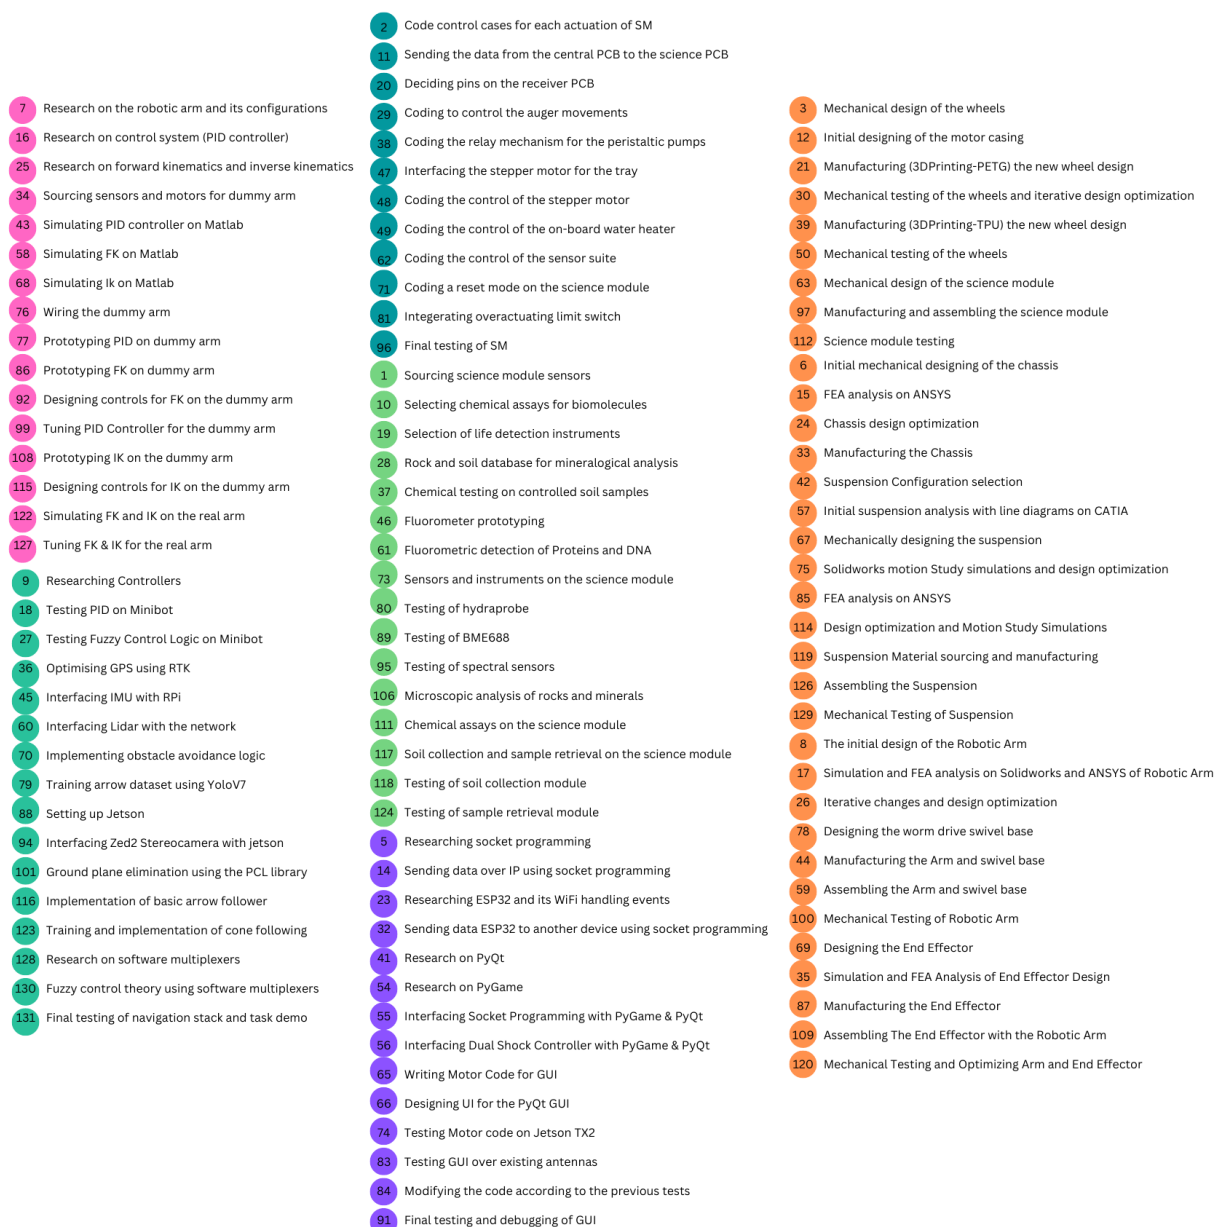 7 Research on the robotic arm and its configurations
16 Research on control system (PID controller)
25 Research on forward kinematics and inverse kinematics
34 Sourcing sensors and motors for dummy arm
43 Simulating PID controller on Matlab
58 Simulating FK on Matlab
68 Simulating Ik on Matlab
76 Wiring the dummy arm
77 Prototyping PID on dummy arm
86 Prototyping FK on dummy arm
92 Designing controls for FK on the dummy arm
99 Tuning PID Controller for the dummy arm
108 Prototyping IK on the dummy arm
115 Designing controls for IK on the dummy arm
122 Simulating FK and IK on the real arm
127 Tuning FK & IK for the real arm
9 Researching Controllers
18 Testing PID on Minibot
27 Testing Fuzzy Control Logic on Minibot
36 Optimising GPS using RTK
45 Interfacing IMU with RPi
60 Interfacing Lidar with the network
70 Implementing obstacle avoidance logic
79 Training arrow dataset using YoloV7
88 Setting up Jetson
94 Interfacing Zed2 Stereocamera with jetson
101 Ground plane elimination using the PCL library
116 Implementation of basic arrow follower
123 Training and implementation of cone following
128 Research on software multiplexers
130 Fuzzy control theory using software multiplexers
131 Final testing of navigation stack and task demo
2 Code control cases for each actuation of SM
11 Sending the data from the central PCB to the science PCB
20 Deciding pins on the receiver PCB
29 Coding to control the auger movements
38 Coding the relay mechanism for the peristaltic pumps
47 Interfacing the stepper motor for the tray
48 Coding the control of the stepper motor
49 Coding the control of the on-board water heater
62 Coding the control of the sensor suite
71 Coding a reset mode on the science module
81 Integerating overactuating limit switch
96 Final testing of SM
1 Sourcing science module sensors
10 Selecting chemical assays for biomolecules
19 Selection of life detection instruments
28 Rock and soil database for mineralogical analysis
37 Chemical testing on controlled soil samples
46 Fluorometer prototyping
61 Fluorometric detection of Proteins and DNA
73 Sensors and instruments on the science module
80 Testing of hydraprobe
89 Testing of BME688
95 Testing of spectral sensors
106 Microscopic analysis of rocks and minerals
111 Chemical assays on the science module
117 Soil collection and sample retrieval on the science module
118 Testing of soil collection module
124 Testing of sample retrieval module
5 Researching socket programming
14 Sending data over IP using socket programming
23 Researching ESP32 and its WiFi handling events
32 Sending data ESP32 to another device using socket programming
41 Research on PyQt
54 Research on PyGame
55 Interfacing Socket Programming with PyGame & PyQt
56 Interfacing Dual Shock Controller with PyGame & PyQt
65 Writing Motor Code for GUI
66 Designing UI for the PyQt GUI
74 Testing Motor code on Jetson TX2
83 Testing GUI over existing antennas
84 Modifying the code according to the previous tests
91 Final testing and debugging of GUI
3 Mechanical design of the wheels
12 Initial designing of the motor casing
21 Manufacturing (3DPrinting-PETG) the new wheel design
30 Mechanical testing of the wheels and iterative design optimization
39 Manufacturing (3DPrinting-TPU) the new wheel design
50 Mechanical testing of the wheels
63 Mechanical design of the science module
97 Manufacturing and assembling the science module
112 Science module testing
6 Initial mechanical designing of the chassis
15 FEA analysis on ANSYS
24 Chassis design optimization
33 Manufacturing the Chassis
42 Suspension Configuration selection
57 Initial suspension analysis with line diagrams on CATIA
67 Mechanically designing the suspension
75 Solidworks motion Study simulations and design optimization
85 FEA analysis on ANSYS
114 Design optimization and Motion Study Simulations
119 Suspension Material sourcing and manufacturing
126 Assembling the Suspension
129 Mechanical Testing of Suspension
8 The initial design of the Robotic Arm
17 Simulation and FEA analysis on Solidworks and ANSYS of Robotic Arm
26 Iterative changes and design optimization
78 Designing the worm drive swivel base
44 Manufacturing the Arm and swivel base
59 Assembling the Arm and swivel base
100 Mechanical Testing of Robotic Arm
69 Designing the End Effector
35 Simulation and FEA Analysis of End Effector Design
87 Manufacturing the End Effector
109 Assembling The End Effector with the Robotic Arm
120 Mechanical Testing and Optimizing Arm and End Effector